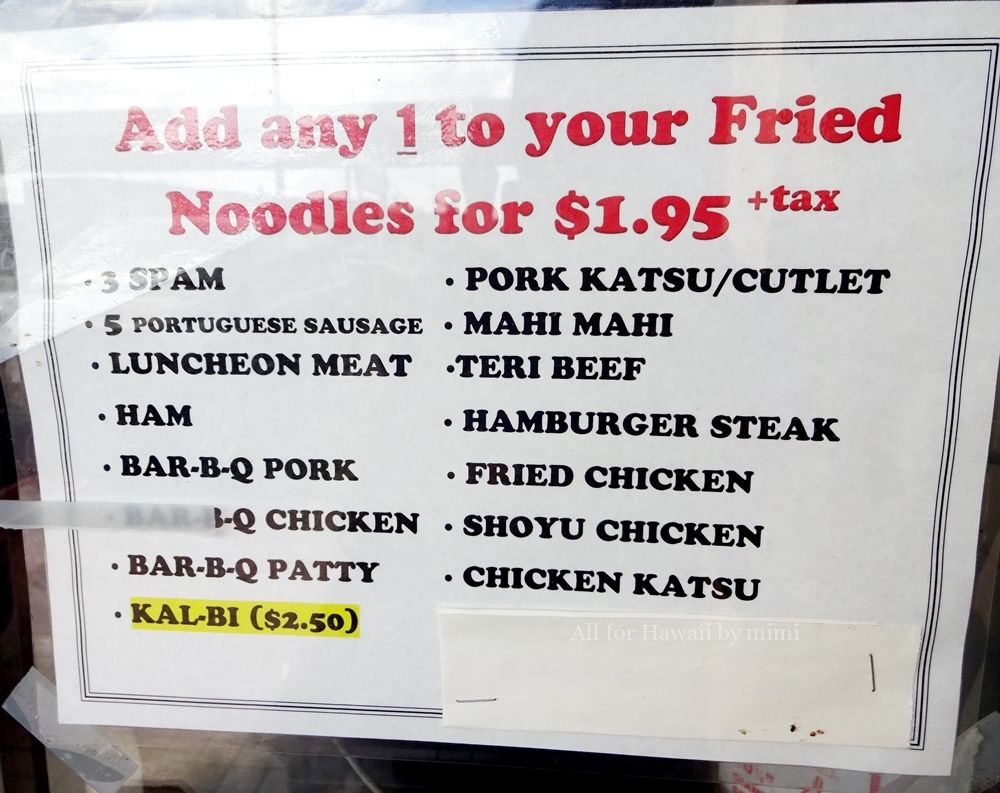 Add any 1 to your Fried
Noodles for $1.95 +tax
• 3 SPAM
• 5 PORTUGUESE SAUSAGE
• LUNCHEON MEAT
• HAM
• BAR-B-Q PORK
• BAR-B-Q CHICKEN
• BAR-B-Q PATTY
• KAL-BI ($2.50)
• PORK KATSU/CUTLET
• MAHI MAHI
•TERI BEEF
• HAMBURGER STEAK
• FRIED CHICKEN
• SHOYU CHICKEN
• CHICKEN KATSU
All for Hawaii by mimi